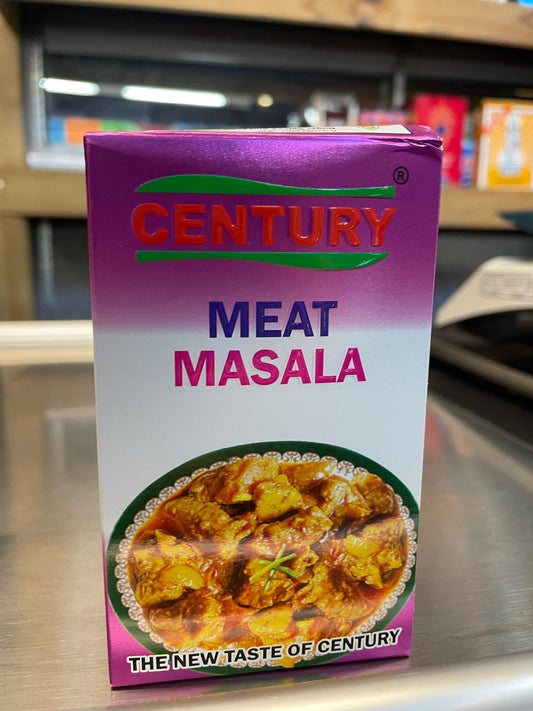 CENTURY®
MEAT
MASALA
THE NEW TASTE OF CENTURY